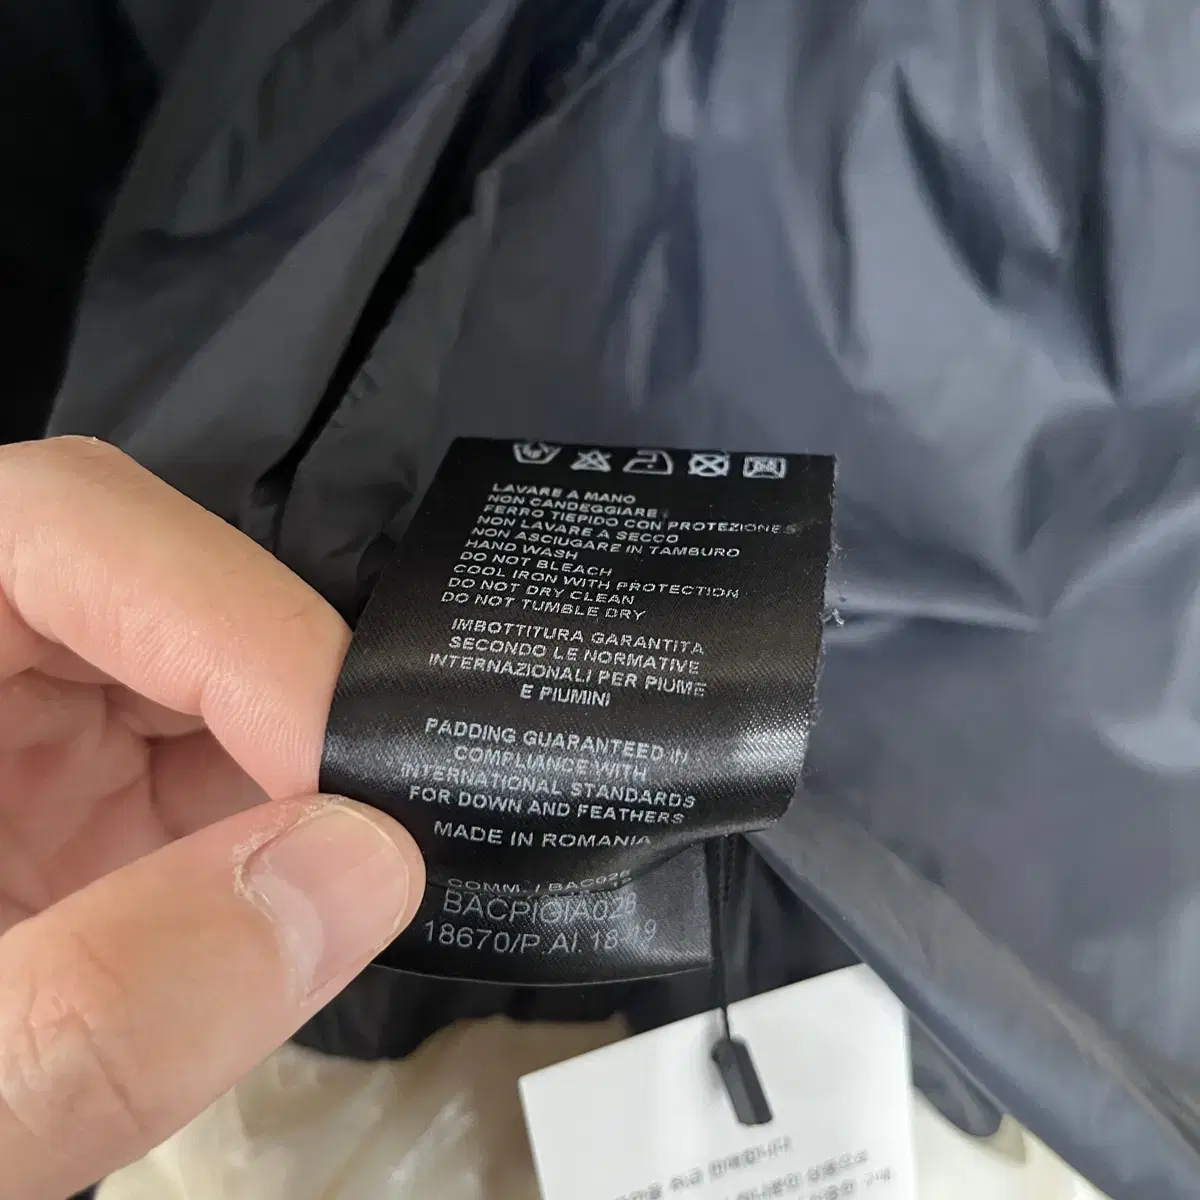 LAVARE A MANO
NON CANDEGGIARE
FERRO TIEPIDO CON PROTEZIONE
NON LAVARE A SECCO
NON ASCIUGARE IN TAMBURO
HAND WASH
DO NOT BLEACH
COOL IRON WITH PROTECTION
DO NOT DRY CLEAN
DO NOT TUMBLE DRY
IMBOTTITURA GARANTITA
SECONDO LE NORMATIVE
INTERNAZIONALI PER PIUME
E PIUMINI
PADDING GUARANTEED IN
COMPLIANCE WITH
INTERNATIONAL STANDARDS
FOR DOWN AND FEATHERS
MADE IN ROMANIA
COMM. / BAC028
BACPIOIA028
18670/P.AI.18-19